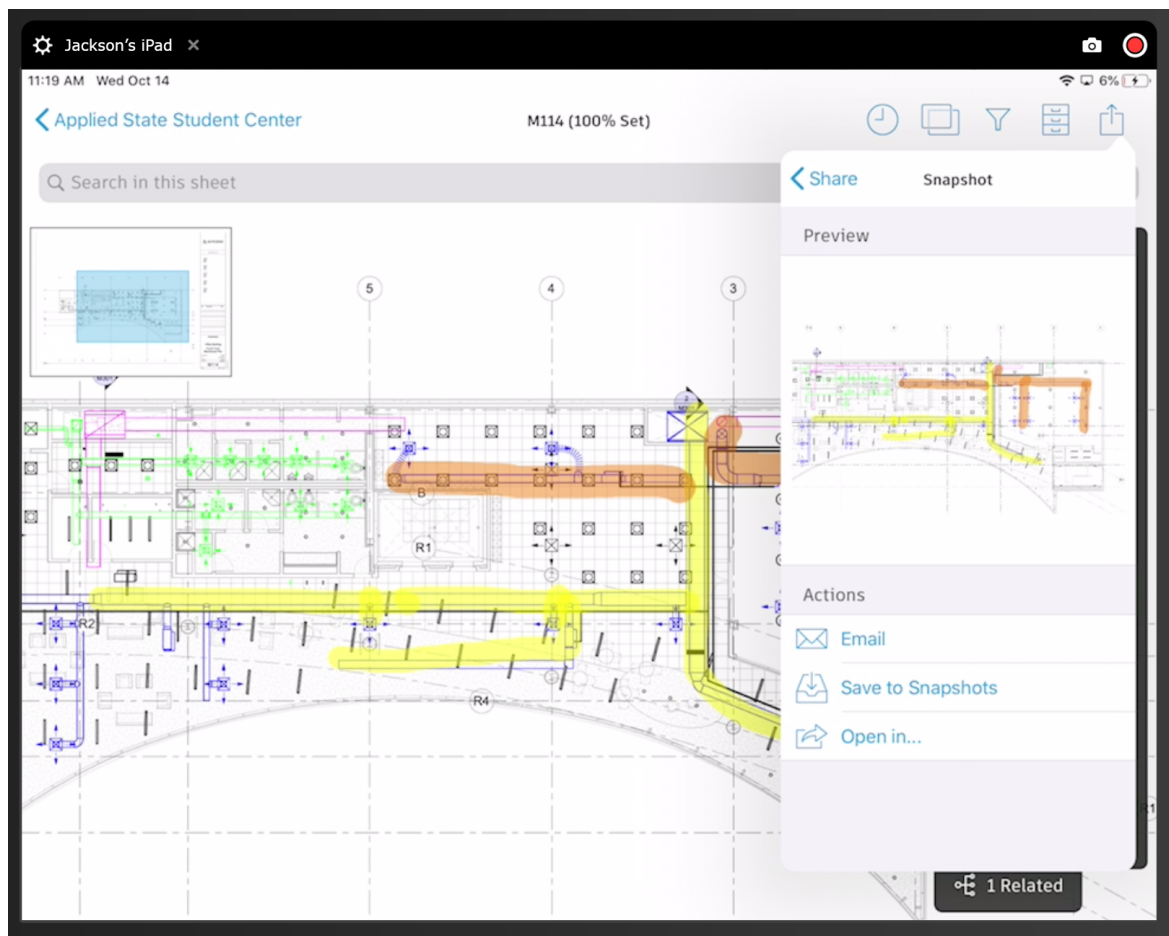 Jackson's iPad ×
11:19 AM Wed Oct 14
6%
Applied State Student Center
M114 (100% Set)
Search in this sheet
Share
Snapshot
Preview
5
4
3
B
R1
R2
R4
Actions
Email
Save to Snapshots
Open in...
R1
1 Related